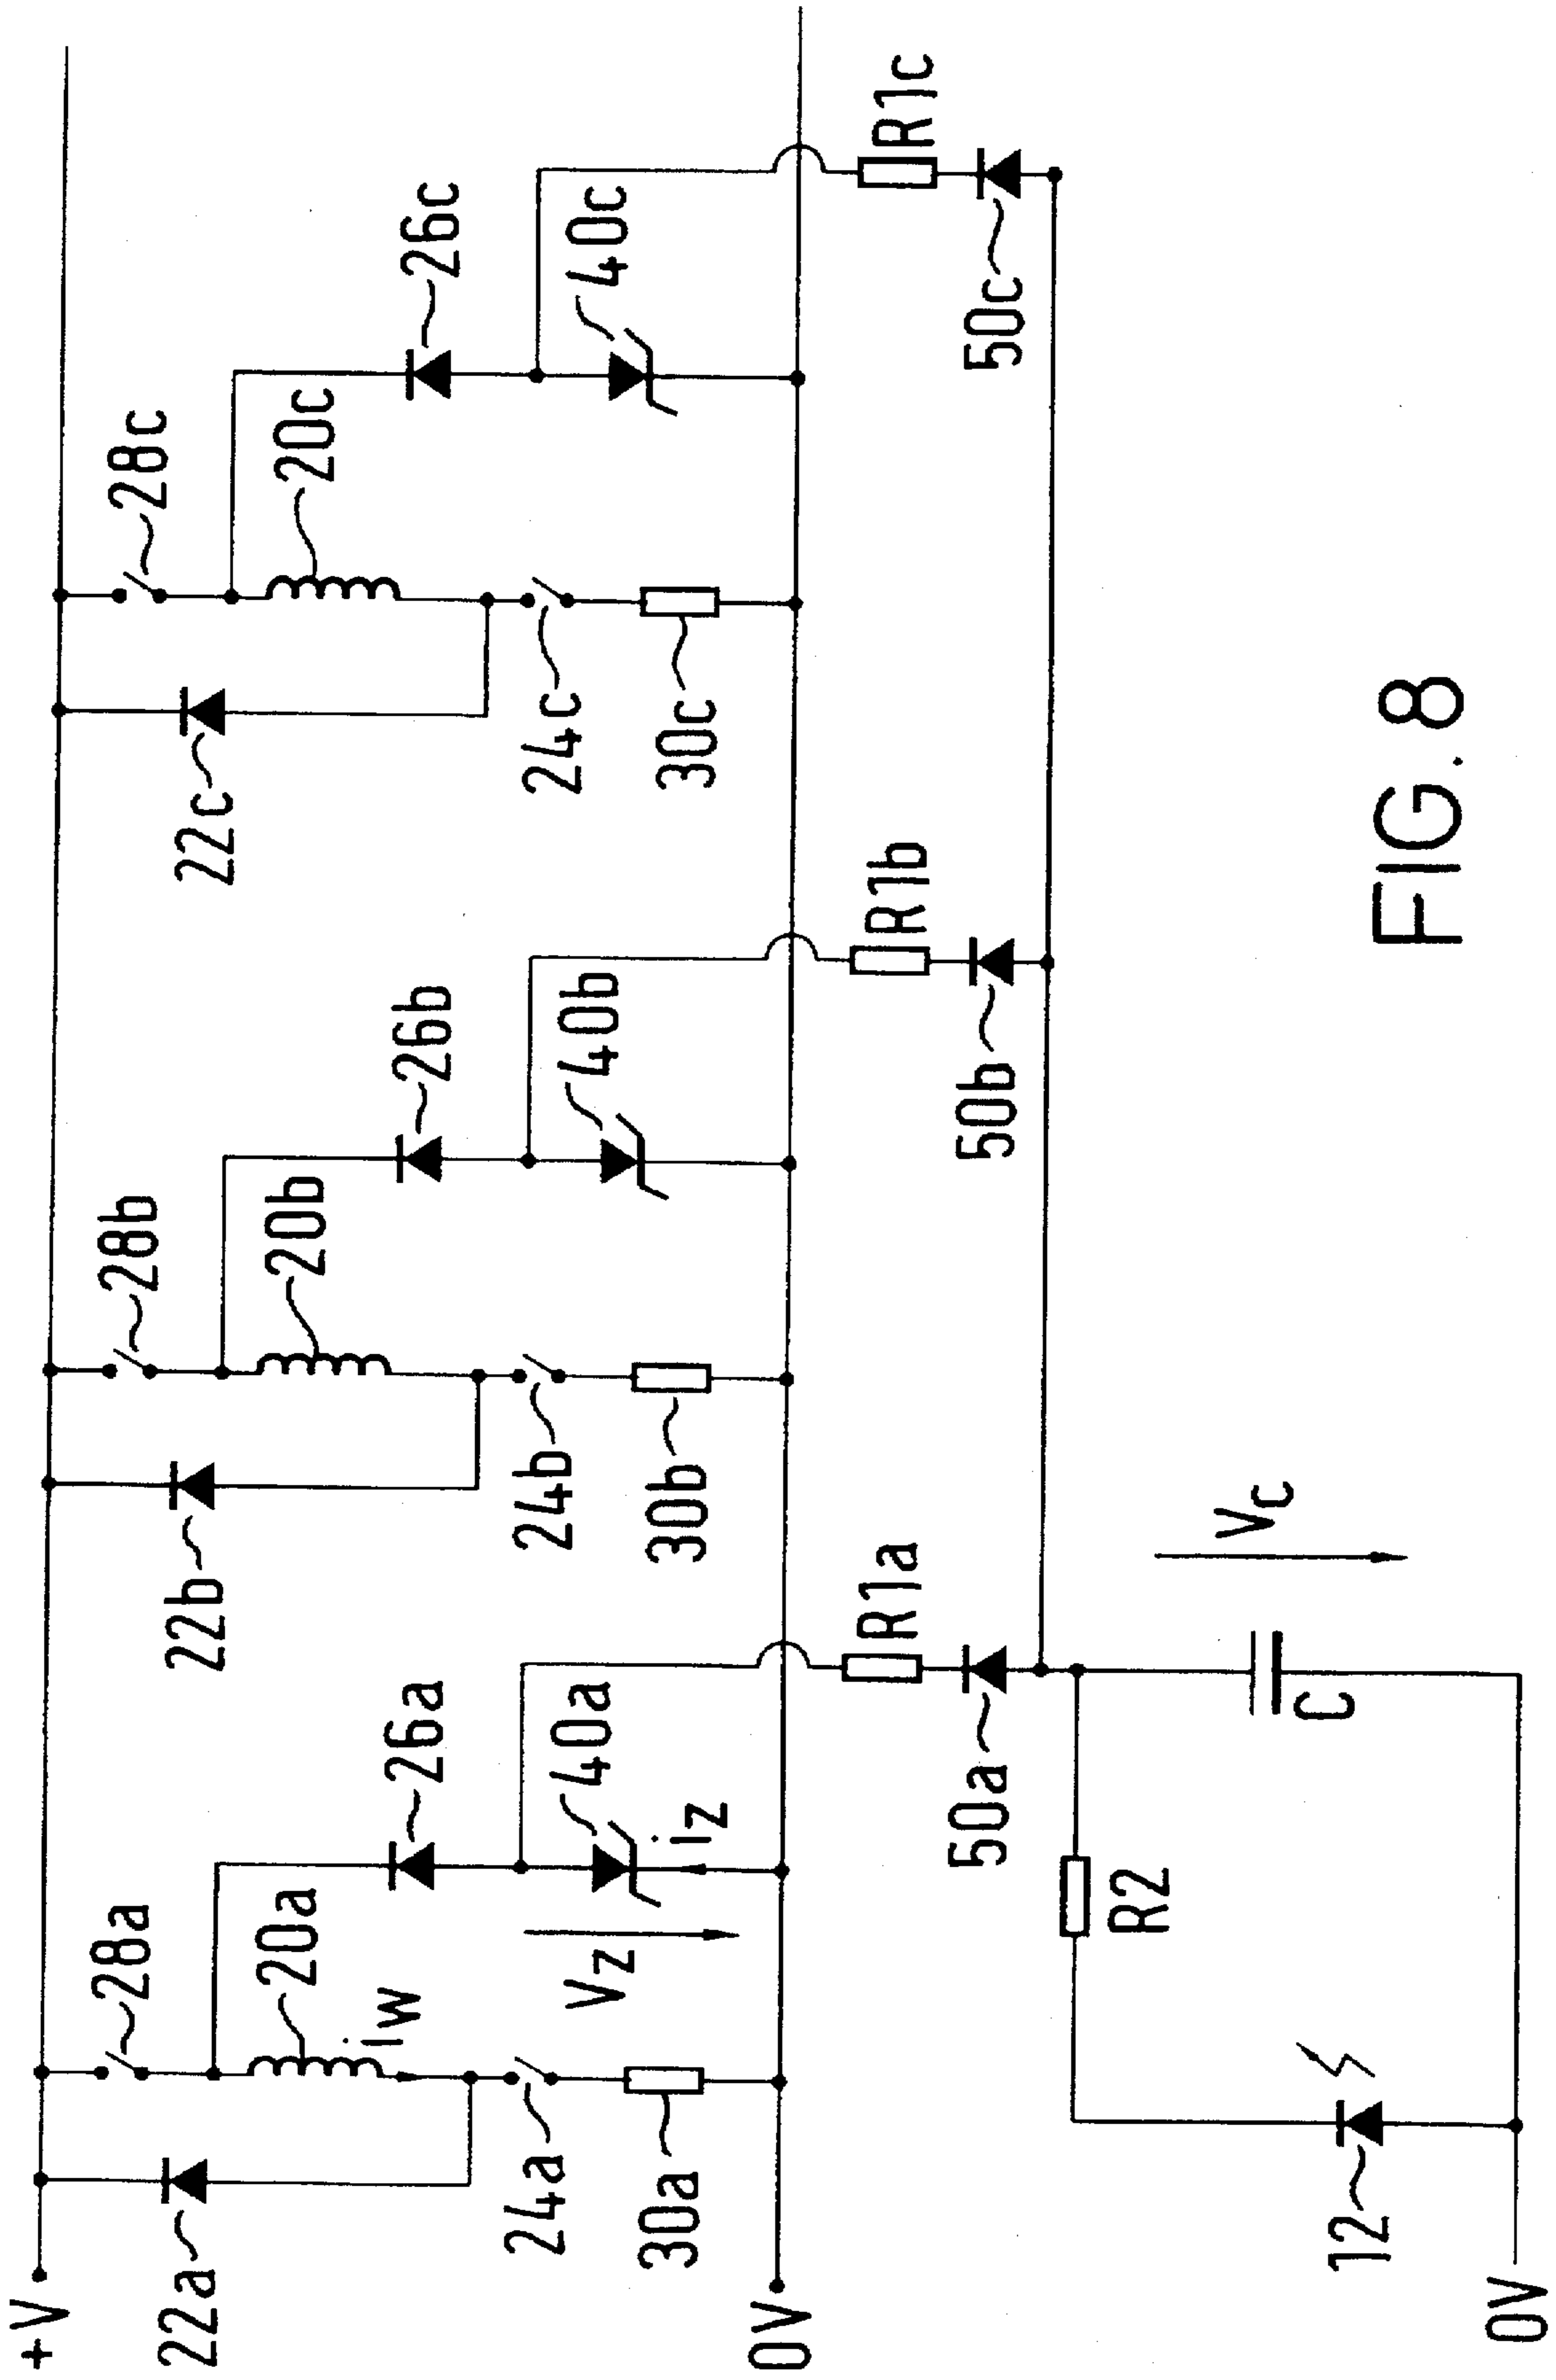 +V
22a
28a
20a
iW
24a
30a
26a
40a
VZ
iZ
0V
22b
28b
20b
24b
30b
26b
40b
22c
28c
20c
24c
30c
26c
40c
R1a
50a
R1b
50b
R1c
50c
R2
12
C
VC
0V
FIG. 8